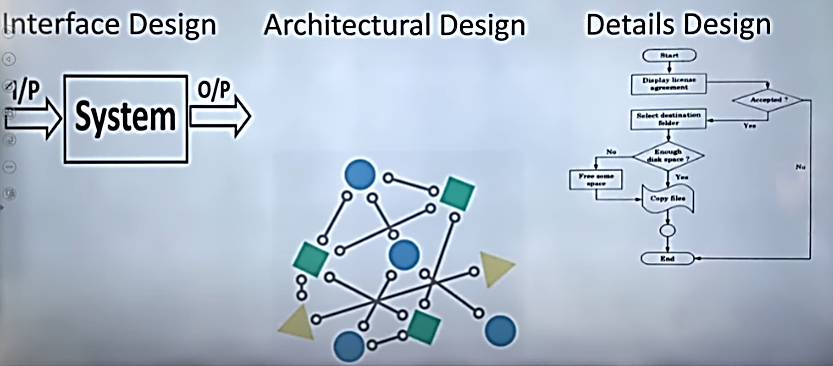 Interface Design
Architectural Design
Details Design
I/P
System
O/P
Start
Display license
agreement
Accepted ?
Select destination
folder
Yes
Enough
disk space ?
No
Free some
space
Yes
No
Copy files
End